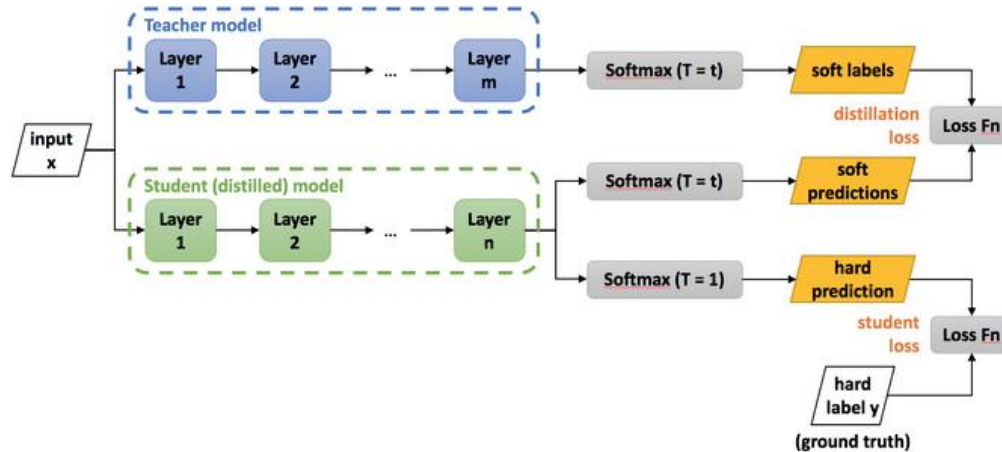 Teacher model
Layer
1
Layer
2
...
Layer
m
Softmax (T = t)
soft labels
distillation
loss
Loss Fn
input
x
Student (distilled) model
Layer
1
Layer
2
...
Layer
n
Softmax (T = t)
soft
predictions
Softmax (T = 1)
hard
prediction
student
loss
Loss Fn
hard
label y
(ground truth)